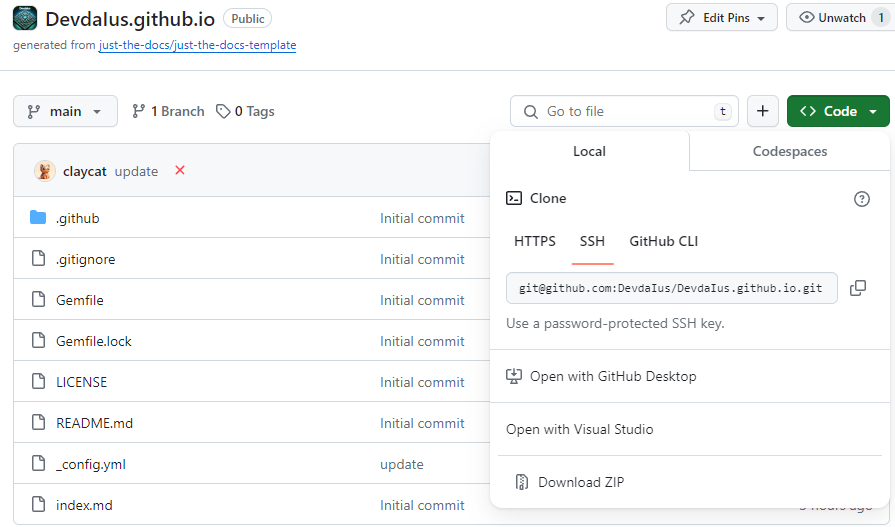 DevdaIus.github.io Public
Edit Pins
Unwatch 1
generated from just-the-docs/just-the-docs-template
main
1 Branch
0 Tags
Go to file t
Code
claycat update
Local Codespaces
Clone
HTTPS SSH GitHub CLI
git@github.com:DevdaIus/DevdaIus.github.io.git
Use a password-protected SSH key.
Open with GitHub Desktop
Open with Visual Studio
Download ZIP
.github Initial commit
.gitignore Initial commit
Gemfile Initial commit
Gemfile.lock Initial commit
LICENSE Initial commit
README.md Initial commit
_config.yml update
index.md Initial commit